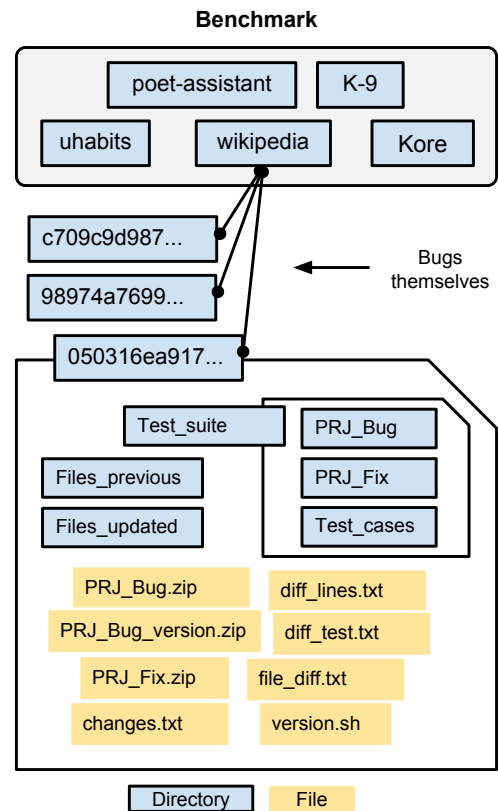 Benchmark
poet-assistant
K-9
uhabits
wikipedia
Kore
c709c9d987...
98974a7699...
Bugs
themselves
050316ea917...
Test_suite
PRJ_Bug
Files_previous
PRJ_Fix
Files_updated
Test_cases
PRJ_Bug.zip
diff_lines.txt
PRJ_Bug_version.zip
diff_test.txt
PRJ_Fix.zip
file_diff.txt
changes.txt
version.sh
Directory
File